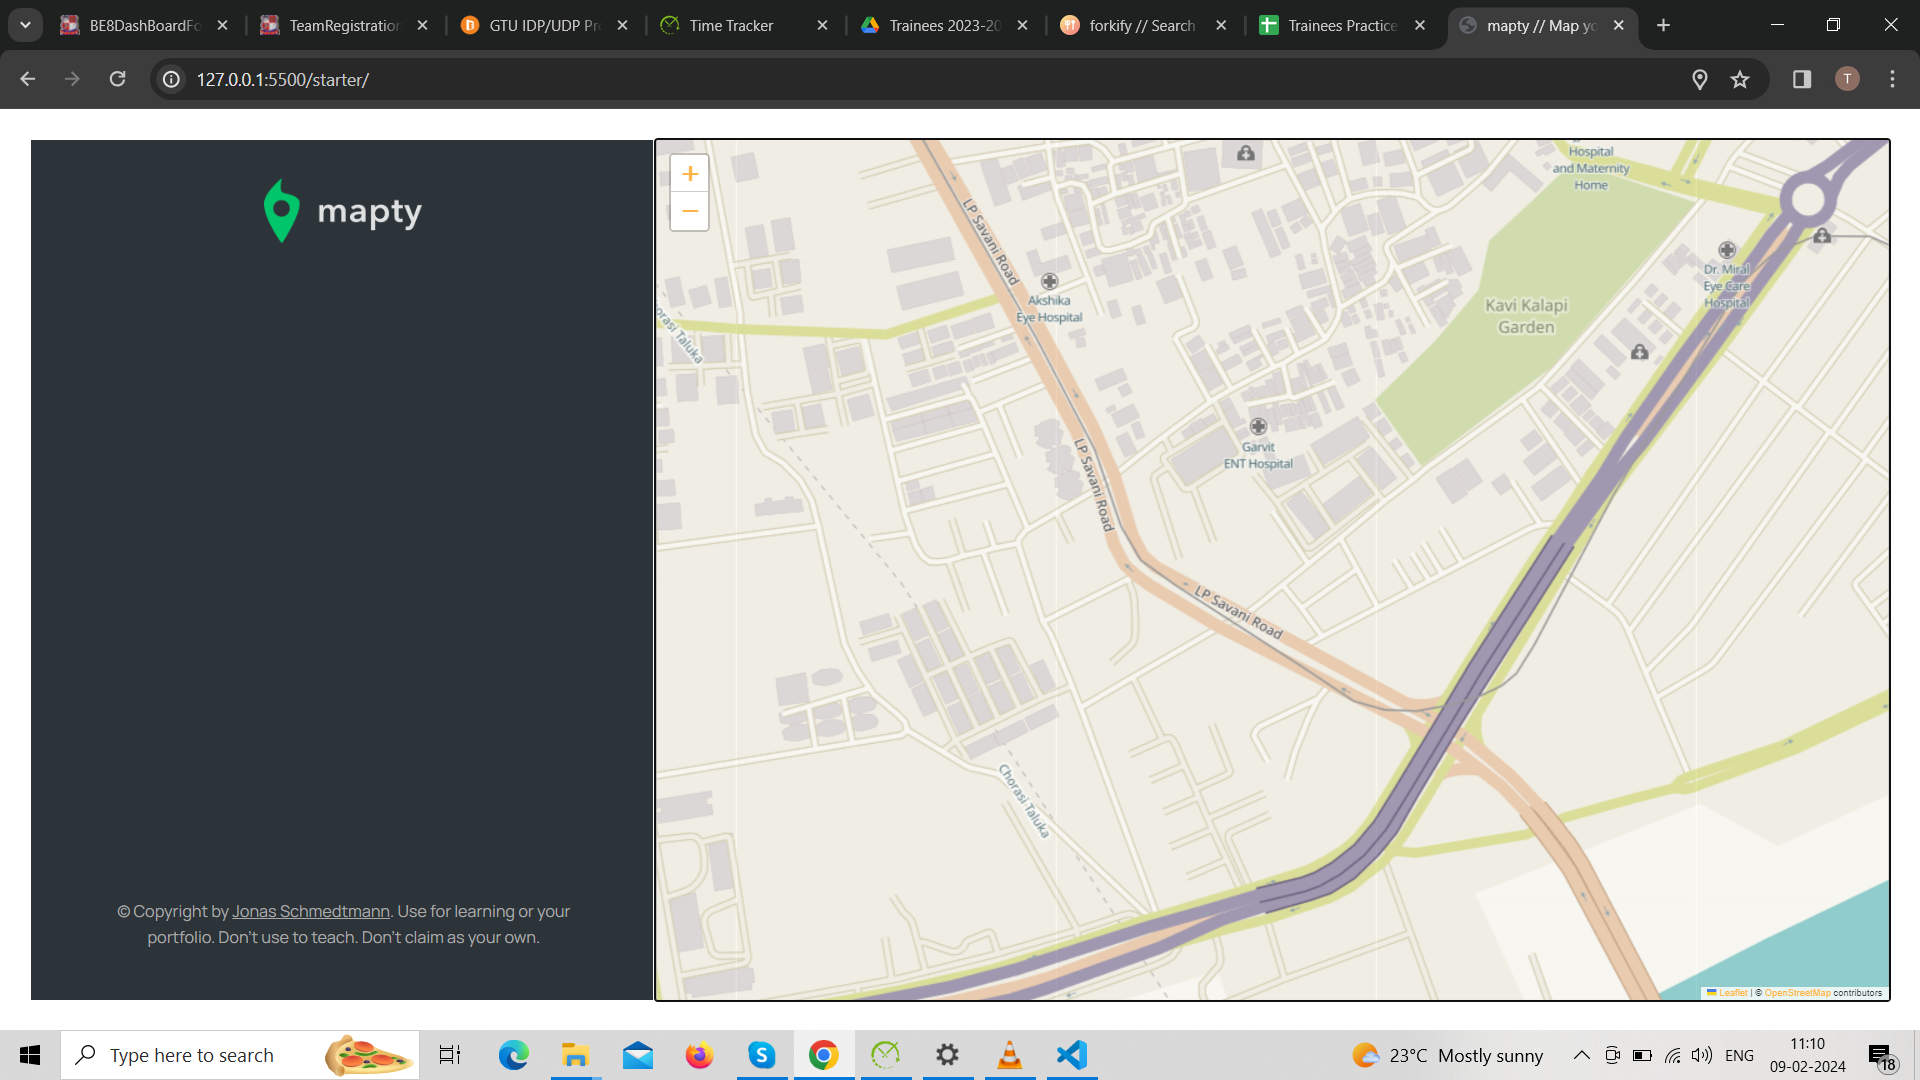 BE8DashBoardFo
TeamRegistration
GTU IDP/UDP Pr
Time Tracker
Trainees 2023-20
forkify // Search
Trainees Practice
mapty // Map yo
127.0.0.1:5500/starter/
T
mapty
© Copyright by Jonas Schmedtmann. Use for learning or your
portfolio. Don't use to teach. Don't claim as your own.
+
−
Hospital
and Maternity
Home
LP Savani Road
Akshika
Eye Hospital
Dr. Miral
Eye Care
Hospital
Kavi Kalapi
Garden
orasi Taluka
Garvit
ENT Hospital
LP Savani Road
LP Savani Road
Chorasi Taluka
Leaflet | © OpenStreetMap contributors
Type here to search
23°C Mostly sunny
ENG
11:10
09-02-2024
18